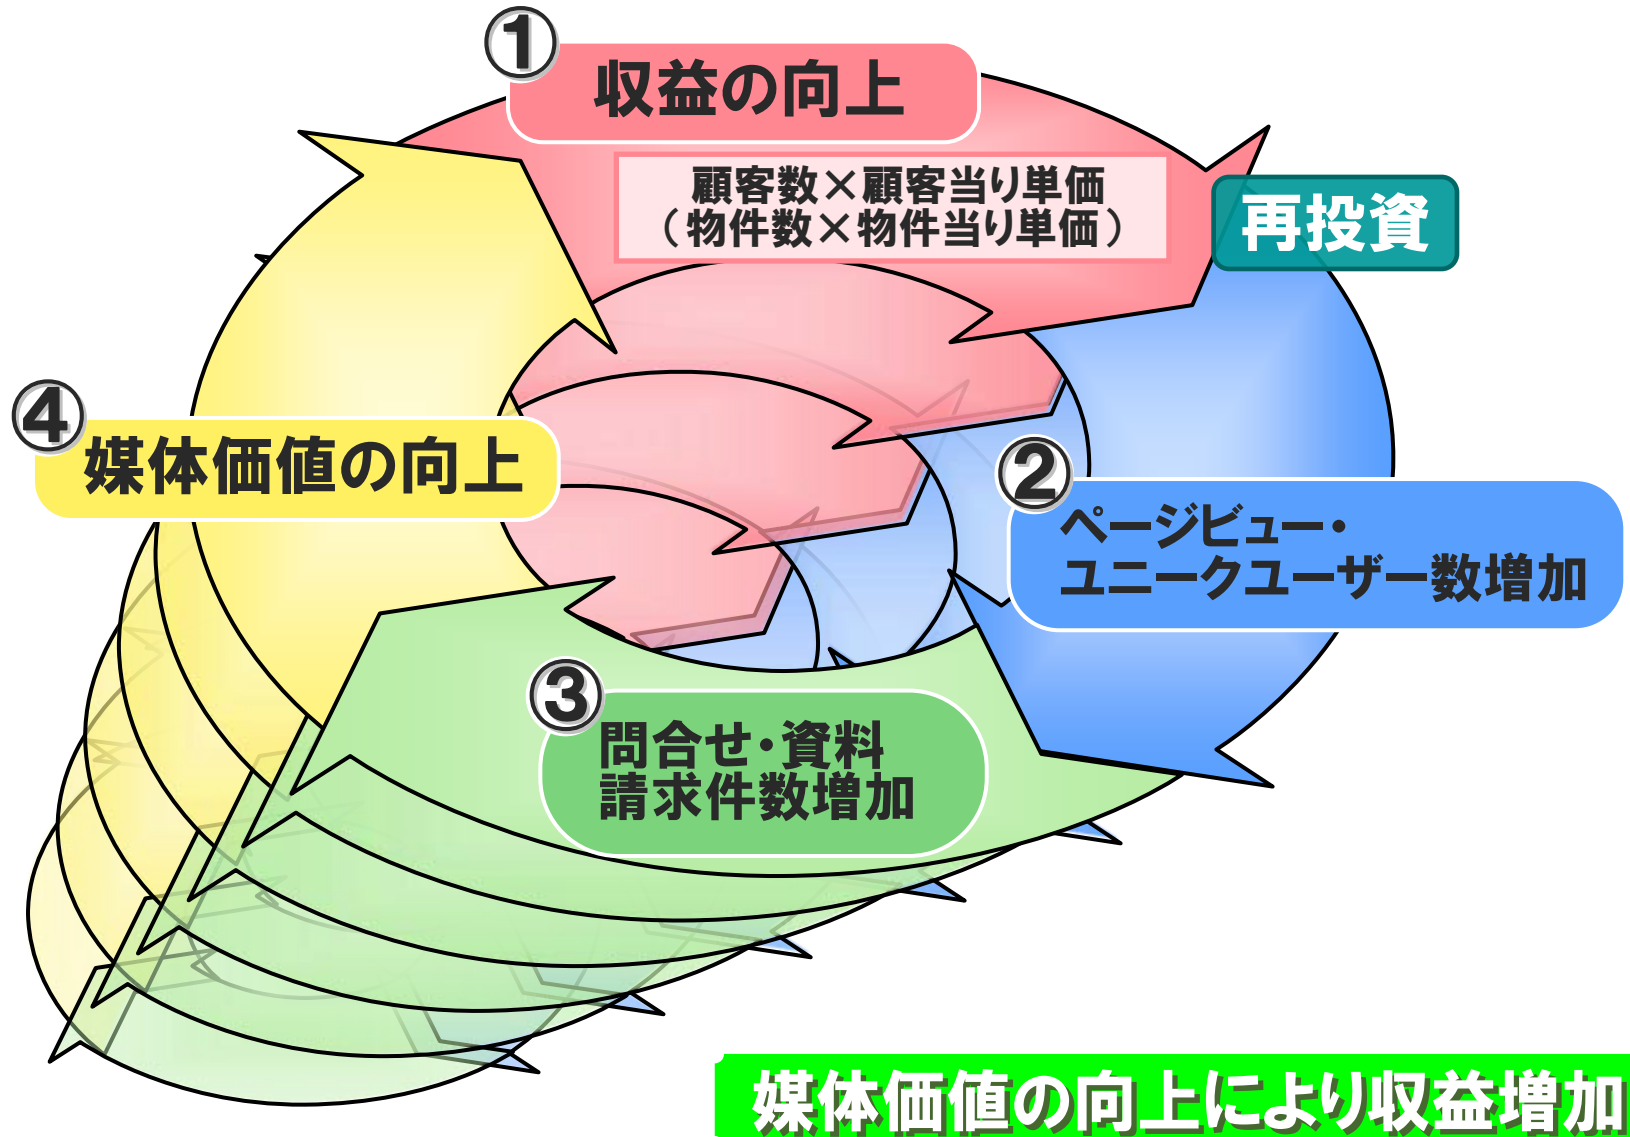 ①
収益の向上
顧客数×顧客当り単価
（物件数×物件当り単価）
再投資
②
ページビュー・
ユニークユーザー数増加
③
問合せ・資料
請求件数増加
④
媒体価値の向上
媒体価値の向上により収益増加